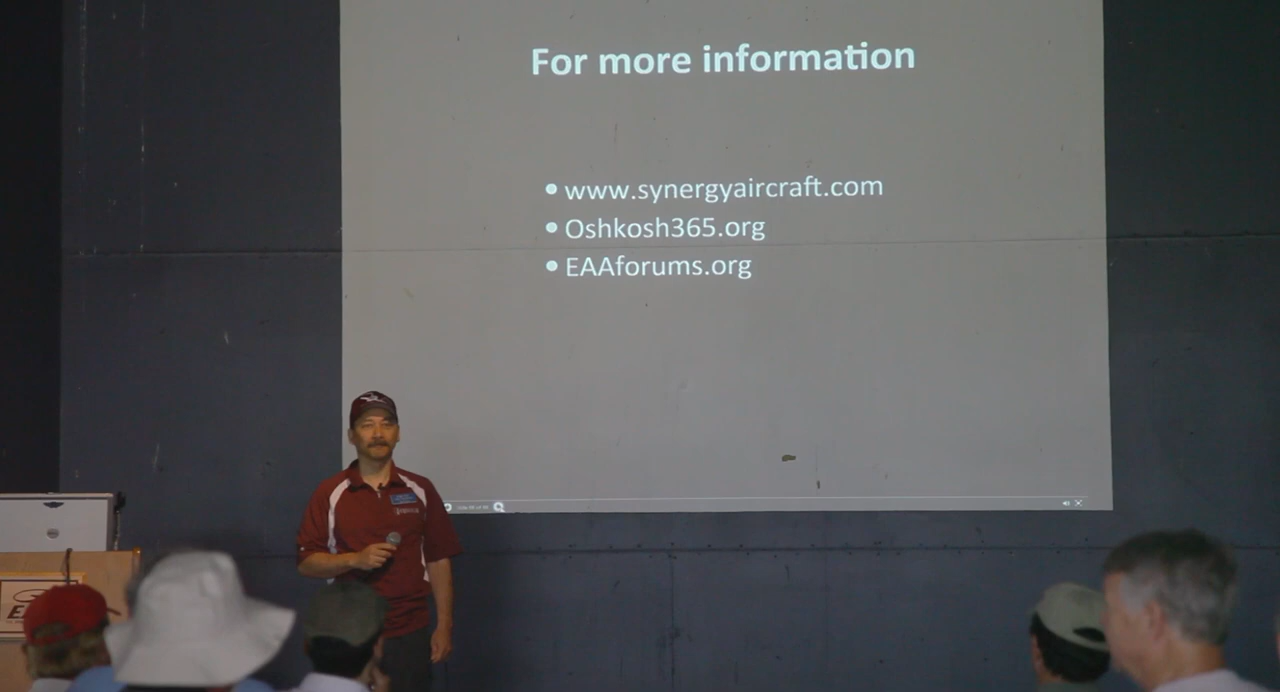 For more information
• www.synergyaircraft.com
• Oshkosh365.org
• EAAforums.org